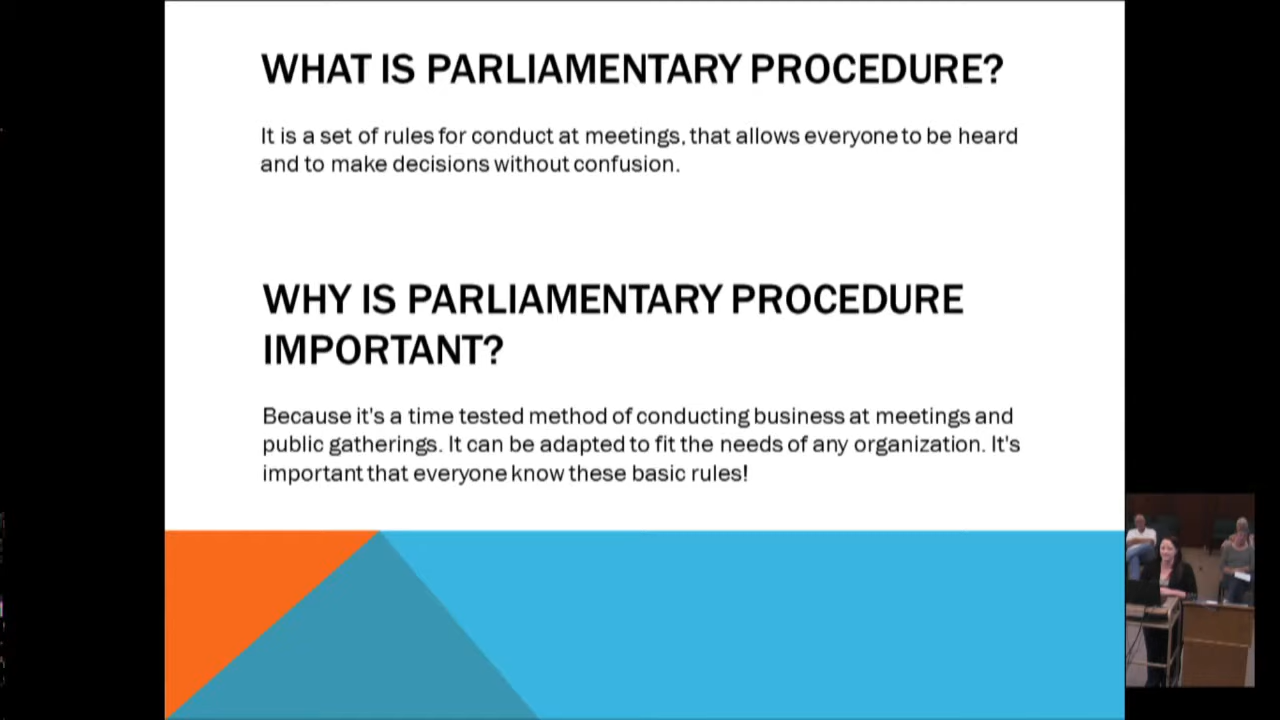 WHAT IS PARLIAMENTARY PROCEDURE?
It is a set of rules for conduct at meetings, that allows everyone to be heard
and to make decisions without confusion.
WHY IS PARLIAMENTARY PROCEDURE
IMPORTANT?
Because it's a time tested method of conducting business at meetings and
public gatherings. It can be adapted to fit the needs of any organization. It's
important that everyone know these basic rules!